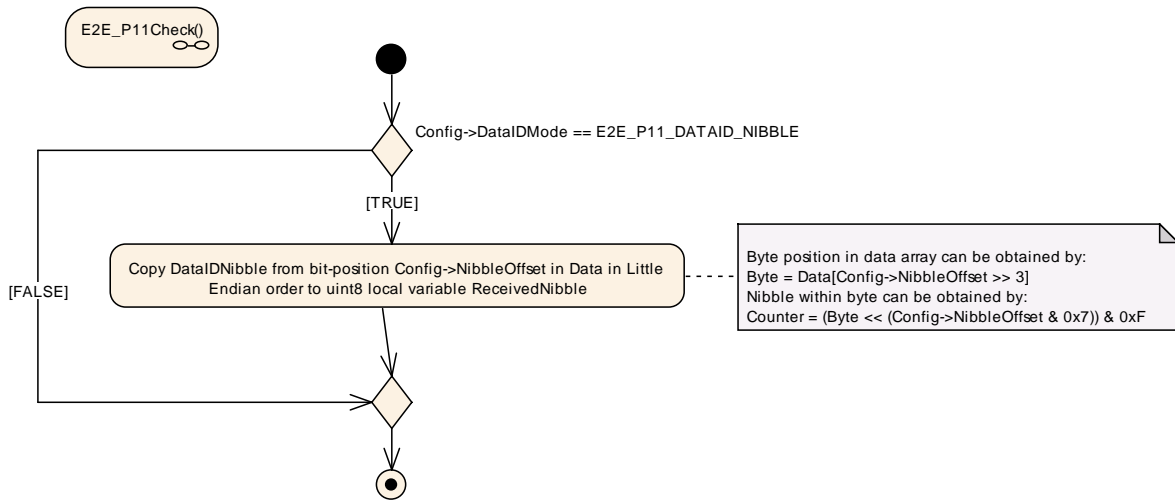 E2E_P11Check()
Config->DataIDMode == E2E_P11_DATAID_NIBBLE
[TRUE]
Copy DataIDNibble from bit-position Config->NibbleOffset in Data in Little
Endian order to uint8 local variable ReceivedNibble
Byte position in data array can be obtained by:
Byte = Data[Config->NibbleOffset >> 3]
Nibble within byte can be obtained by:
Counter = (Byte << (Config->NibbleOffset & 0x7)) & 0xF
[FALSE]